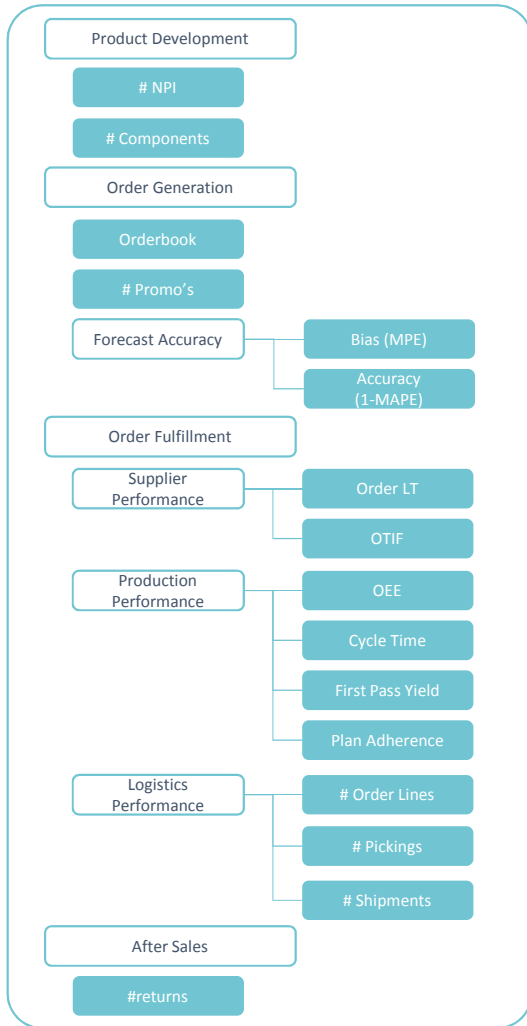 Product Development
# NPI
# Components
Order Generation
Orderbook
# Promo's
Forecast Accuracy
Bias (MPE)
Accuracy
(1-MAPE)
Order Fulfillment
Supplier
Performance
Order LT
OTIF
Production
Performance
OEE
Cycle Time
First Pass Yield
Plan Adherence
Logistics
Performance
# Order Lines
# Pickings
# Shipments
After Sales
#returns